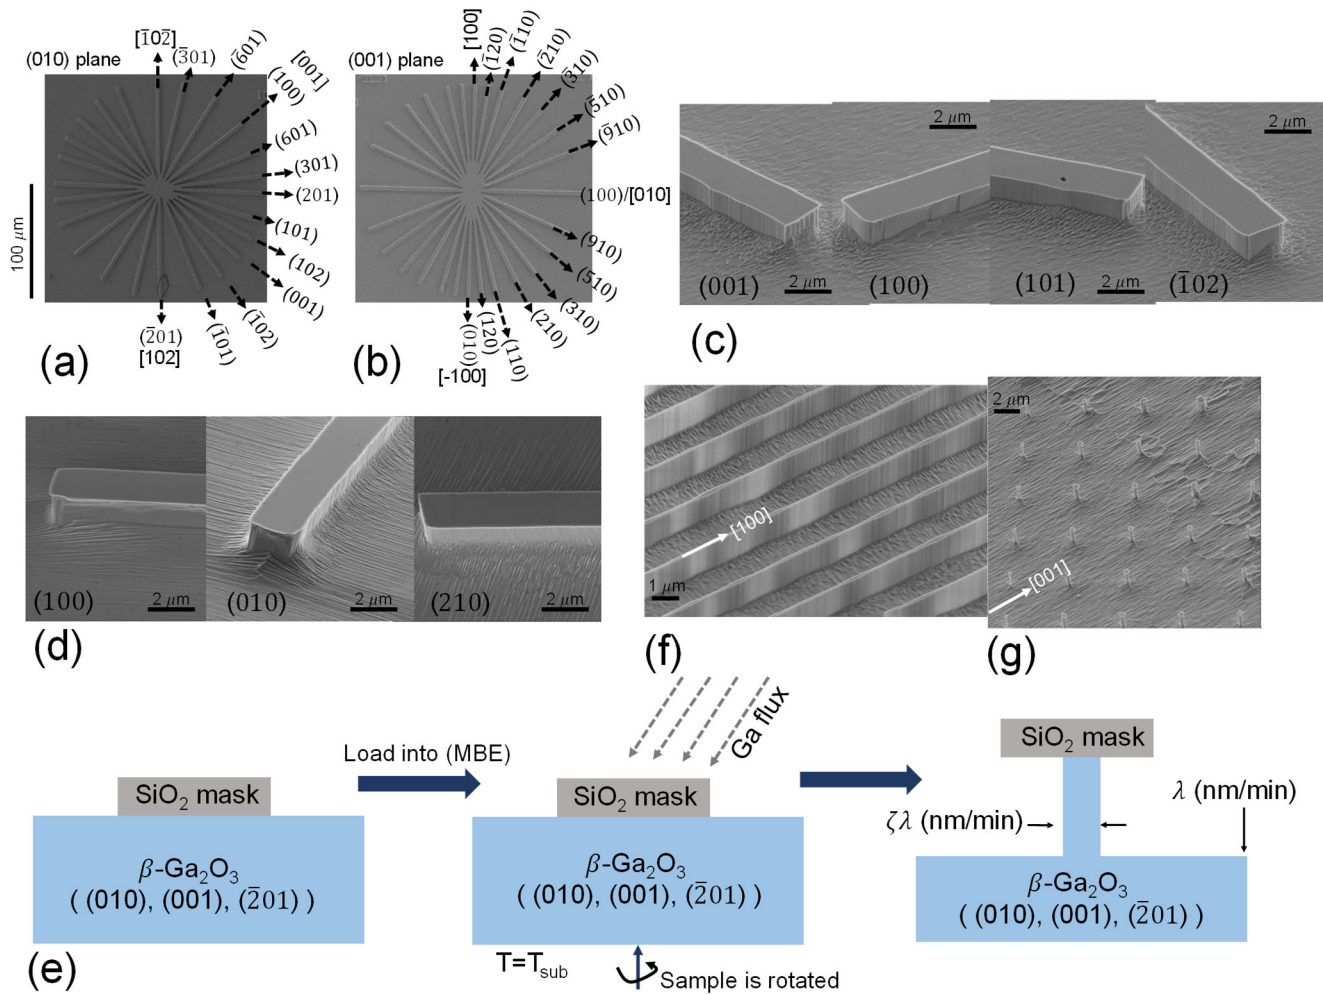 (010) plane
[1̅02̅]
(3̅01)
(6̅01)
[001]
(100)
(601)
(301)
(201)
(101)
(102)
(001)
(1̅02)
(1̅01)
(2̅01)
[102]
100 μm
(a)
(001) plane
[100]
(1̅20)
(1̅10)
(2̅10)
(3̅10)
(5̅10)
(9̅10)
(100)/[010]
(910)
(510)
(310)
(210)
(110)
(120)
(010)
[-100]
(b)
2 μm
2 μm
(001)
2 μm
(100)
(101)
2 μm
(1̅02)
(c)
(100)
2 μm
(010)
2 μm
(210)
2 μm
(d)
[100]
1 μm
(f)
2 μm
[001]
(g)
SiO2 mask
β-Ga2O3
( (010), (001), (2̅01) )
(e)
Load into (MBE)
Ga flux
SiO2 mask
β-Ga2O3
( (010), (001), (2̅01) )
T=Tsub
Sample is rotated
SiO2 mask
ζλ (nm/min)
λ (nm/min)
β-Ga2O3
( (010), (001), (2̅01) )